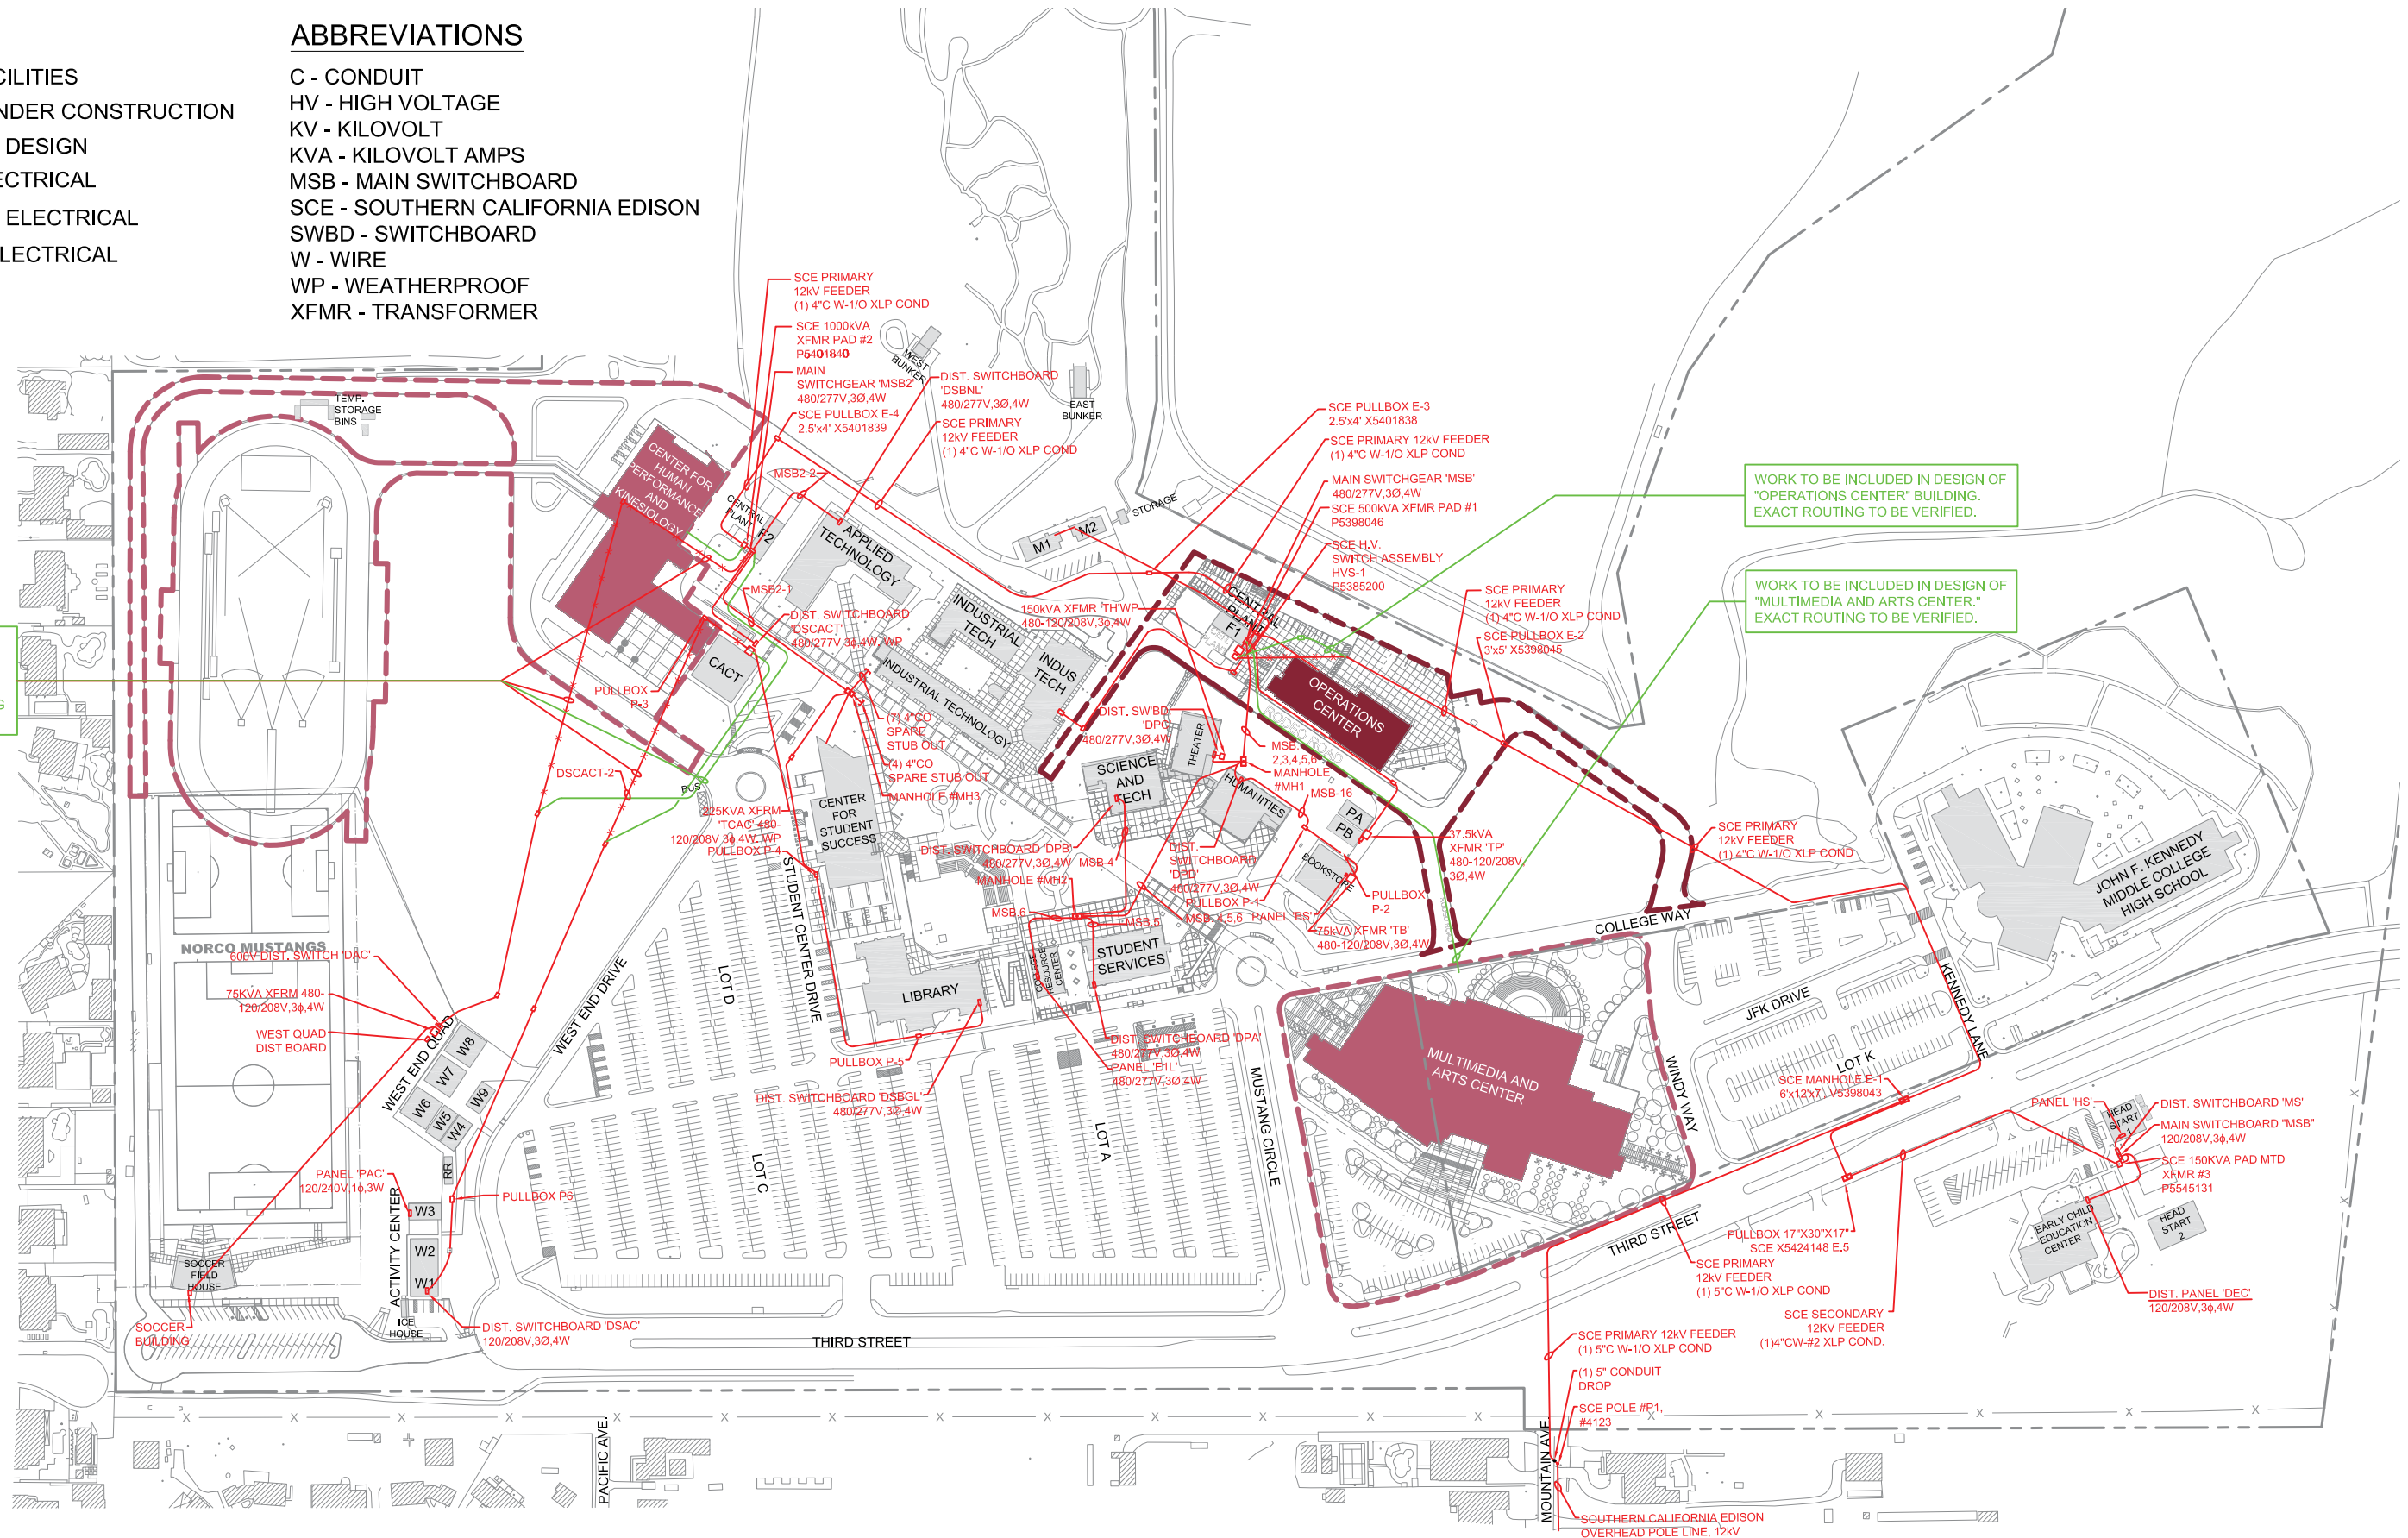 ABBREVIATIONS
CILITIES
NDER CONSTRUCTION
DESIGN
ECTRICAL
ELECTRICAL
LECTRICAL
C - CONDUIT
HV - HIGH VOLTAGE
KV - KILOVOLT
KVA - KILOVOLT AMPS
MSB - MAIN SWITCHBOARD
SCE - SOUTHERN CALIFORNIA EDISON
SWBD - SWITCHBOARD
W - WIRE
WP - WEATHERPROOF
XFMR - TRANSFORMER
SCE PRIMARY
12kV FEEDER
(1) 4"C W-1/O XLP COND
SCE 1000kVA
XFMR PAD #2
P5401840
MAIN
SWITCHGEAR 'MSB2'
480/277V,3Ø,4W
SCE PULLBOX E-4
2.5'x4' X5401839
WEST
BUNKER
DIST. SWITCHBOARD
'DSBNL'
480/277V,3Ø,4W
SCE PRIMARY
12kV FEEDER
(1) 4"C W-1/O XLP COND
EAST
BUNKER
TEMP.
STORAGE
BINS
SCE PULLBOX E-3
2.5'x4' X5401838
SCE PRIMARY 12kV FEEDER
(1) 4"C W-1/O XLP COND
MAIN SWITCHGEAR 'MSB'
480/277V,3Ø,4W
SCE 500kVA XFMR PAD #1
P5398046
SCE H.V.
SWITCH ASSEMBLY
HVS-1
P5385200
WORK TO BE INCLUDED IN DESIGN OF
"OPERATIONS CENTER" BUILDING.
EXACT ROUTING TO BE VERIFIED.
WORK TO BE INCLUDED IN DESIGN OF
"MULTIMEDIA AND ARTS CENTER."
EXACT ROUTING TO BE VERIFIED.
CENTER FOR
HUMAN
PERFORMANCE
AND
KINESIOLOGY
MSB2-2
CENTRAL
PLANT
F2
APPLIED
TECHNOLOGY
STORAGE
M1
M2
MSB2-1
DIST. SWITCHBOARD
DSCACT
480/277V 3ϕ,4W, WP
CACT
PULLBOX
P-3
INDUSTRIAL
TECH
INDUS
TECH
INDUSTRIAL TECHNOLOGY
150kVA XFMR 'TH'WP
480-120/208V,3ϕ,4W
CENTRAL
PLANT
F1
SCE PRIMARY
12kV FEEDER
(1) 4"C W-1/O XLP COND
SCE PULLBOX E-2
3'x5' X5398045
OPERATIONS
CENTER
RODEO ROAD
(7) 4"CO
SPARE
STUB OUT
(4) 4"CO
SPARE STUB OUT
MANHOLE #MH3
DIST. SW'BD
'DPC'
480/277V,3Ø,4W
THEATER
MSB
2,3,4,5,6
MANHOLE
#MH1
MSB-16
HUMANITIES
SCIENCE
AND
TECH
PA
PB
BOOKSTORE
DSCACT-2
BUS
225KVA XFRM
'TCAC' 480-
120/208V 3ϕ,4W, WP
PULLBOX P-4
CENTER
FOR
STUDENT
SUCCESS
STUDENT CENTER DRIVE
DIST. SWITCHBOARD 'DPB'
480/277V,3Ø,4W
MSB-4
MANHOLE #MH2
DIST.
SWITCHBOARD
'DPD'
480/277V,3Ø,4W
PULLBOX P-1
MSB 4,5,6
PANEL 'BS'
37.5kVA
XFMR 'TP'
480-120/208V,
3Ø,4W
PULLBOX
P-2
75kVA XFMR 'TB'
480-120/208V,3Ø,4W
SCE PRIMARY
12kV FEEDER
(1) 4"C W-1/O XLP COND
JOHN F. KENNEDY
MIDDLE COLLEGE
HIGH SCHOOL
COLLEGE WAY
MSB.6
MSB.5
STUDENT
SERVICES
COLLEGE
RESOURCE
CENTER
LIBRARY
NORCO MUSTANGS
600V DIST. SWITCH 'DAC'
75KVA XFRM 480-
120/208V,3ϕ,4W
WEST QUAD
DIST BOARD
WEST END QUAD
WEST END DRIVE
LOT D
W8
W7
W9
W6
W5
W4
RR
PULLBOX P-5
DIST. SWITCHBOARD 'DSBGL'
480/277V,3Ø,4W
DIST. SWITCHBOARD 'DPA'
480/277V,3Ø,4W
PANEL 'E1L'
480/277V,3Ø,4W
LOT C
LOT A
MUSTANG CIRCLE
MULTIMEDIA AND
ARTS CENTER
WINDY WAY
JFK DRIVE
LOT K
KENNEDY LANE
SCE MANHOLE E-1
6'x12'x7', V5398043
PANEL 'HS'
HEAD
START
1
DIST. SWITCHBOARD 'MS'
MAIN SWITCHBOARD "MSB"
120/208V,3ϕ,4W
SCE 150KVA PAD MTD
XFMR #3
P5545131
EARLY CHILD
EDUCATION
CENTER
HEAD
START
2
DIST. PANEL 'DEC'
120/208V,3ϕ,4W
PANEL 'PAC'
120/240V 1ϕ,3W
PULLBOX P6
W3
W2
W1
ACTIVITY CENTER
SOCCER
FIELD
HOUSE
SOCCER
BUILDING
ICE
HOUSE
DIST. SWITCHBOARD 'DSAC'
120/208V,3Ø,4W
THIRD STREET
THIRD STREET
PULLBOX 17"X30"X17"
SCE X5424148 E.5
SCE PRIMARY
12kV FEEDER
(1) 5"C W-1/O XLP COND
SCE SECONDARY
12KV FEEDER
(1)4"CW-#2 XLP COND.
SCE PRIMARY 12kV FEEDER
(1) 5"C W-1/O XLP COND
(1) 5" CONDUIT
DROP
SCE POLE #P1,
#4123
PACIFIC AVE.
MOUNTAIN AVE.
SOUTHERN CALIFORNIA EDISON
OVERHEAD POLE LINE, 12kV